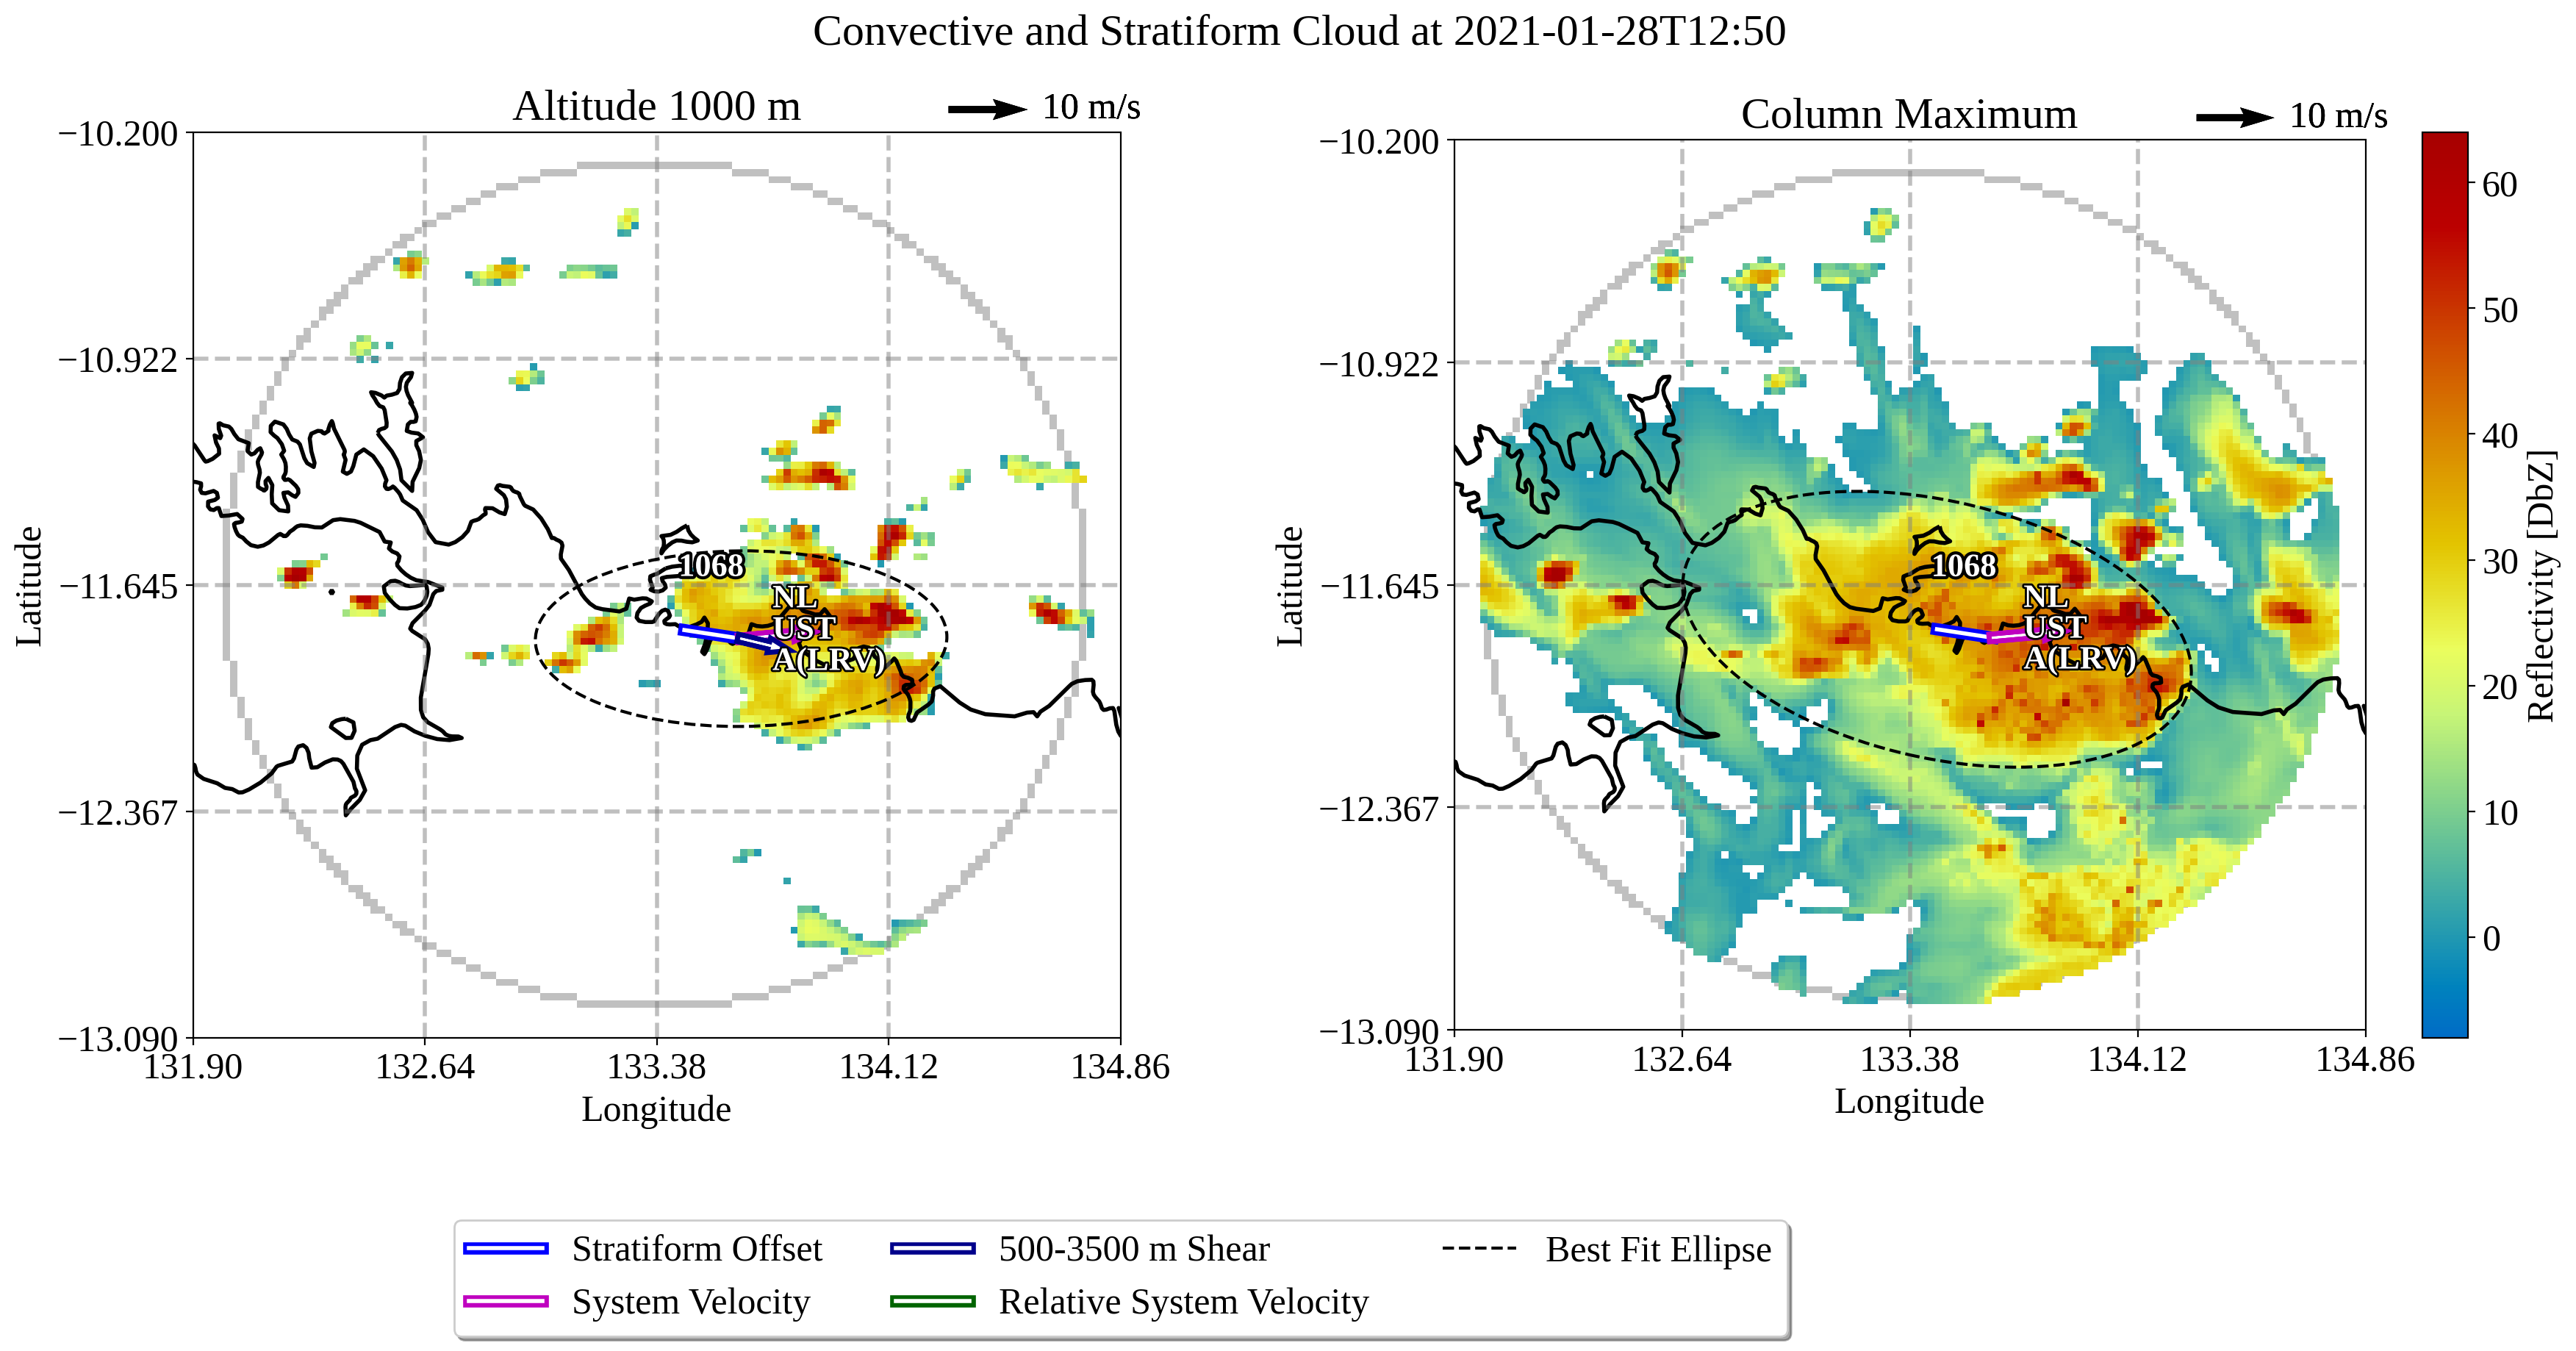 Convective and Stratiform Cloud at 2021-01-28T12:50
Altitude 1000 m
10 m/s
−10.200
−10.922
−11.645
−12.367
−13.090
131.90
132.64
133.38
134.12
134.86
Latitude
Longitude
1068
NL
UST
A(LRV)
Column Maximum
10 m/s
−10.200
−10.922
−11.645
−12.367
−13.090
131.90
132.64
133.38
134.12
134.86
Latitude
Longitude
1068
NL
UST
A(LRV)
60
50
40
30
20
10
0
Reflectivity [DbZ]
Stratiform Offset
System Velocity
500-3500 m Shear
Relative System Velocity
Best Fit Ellipse